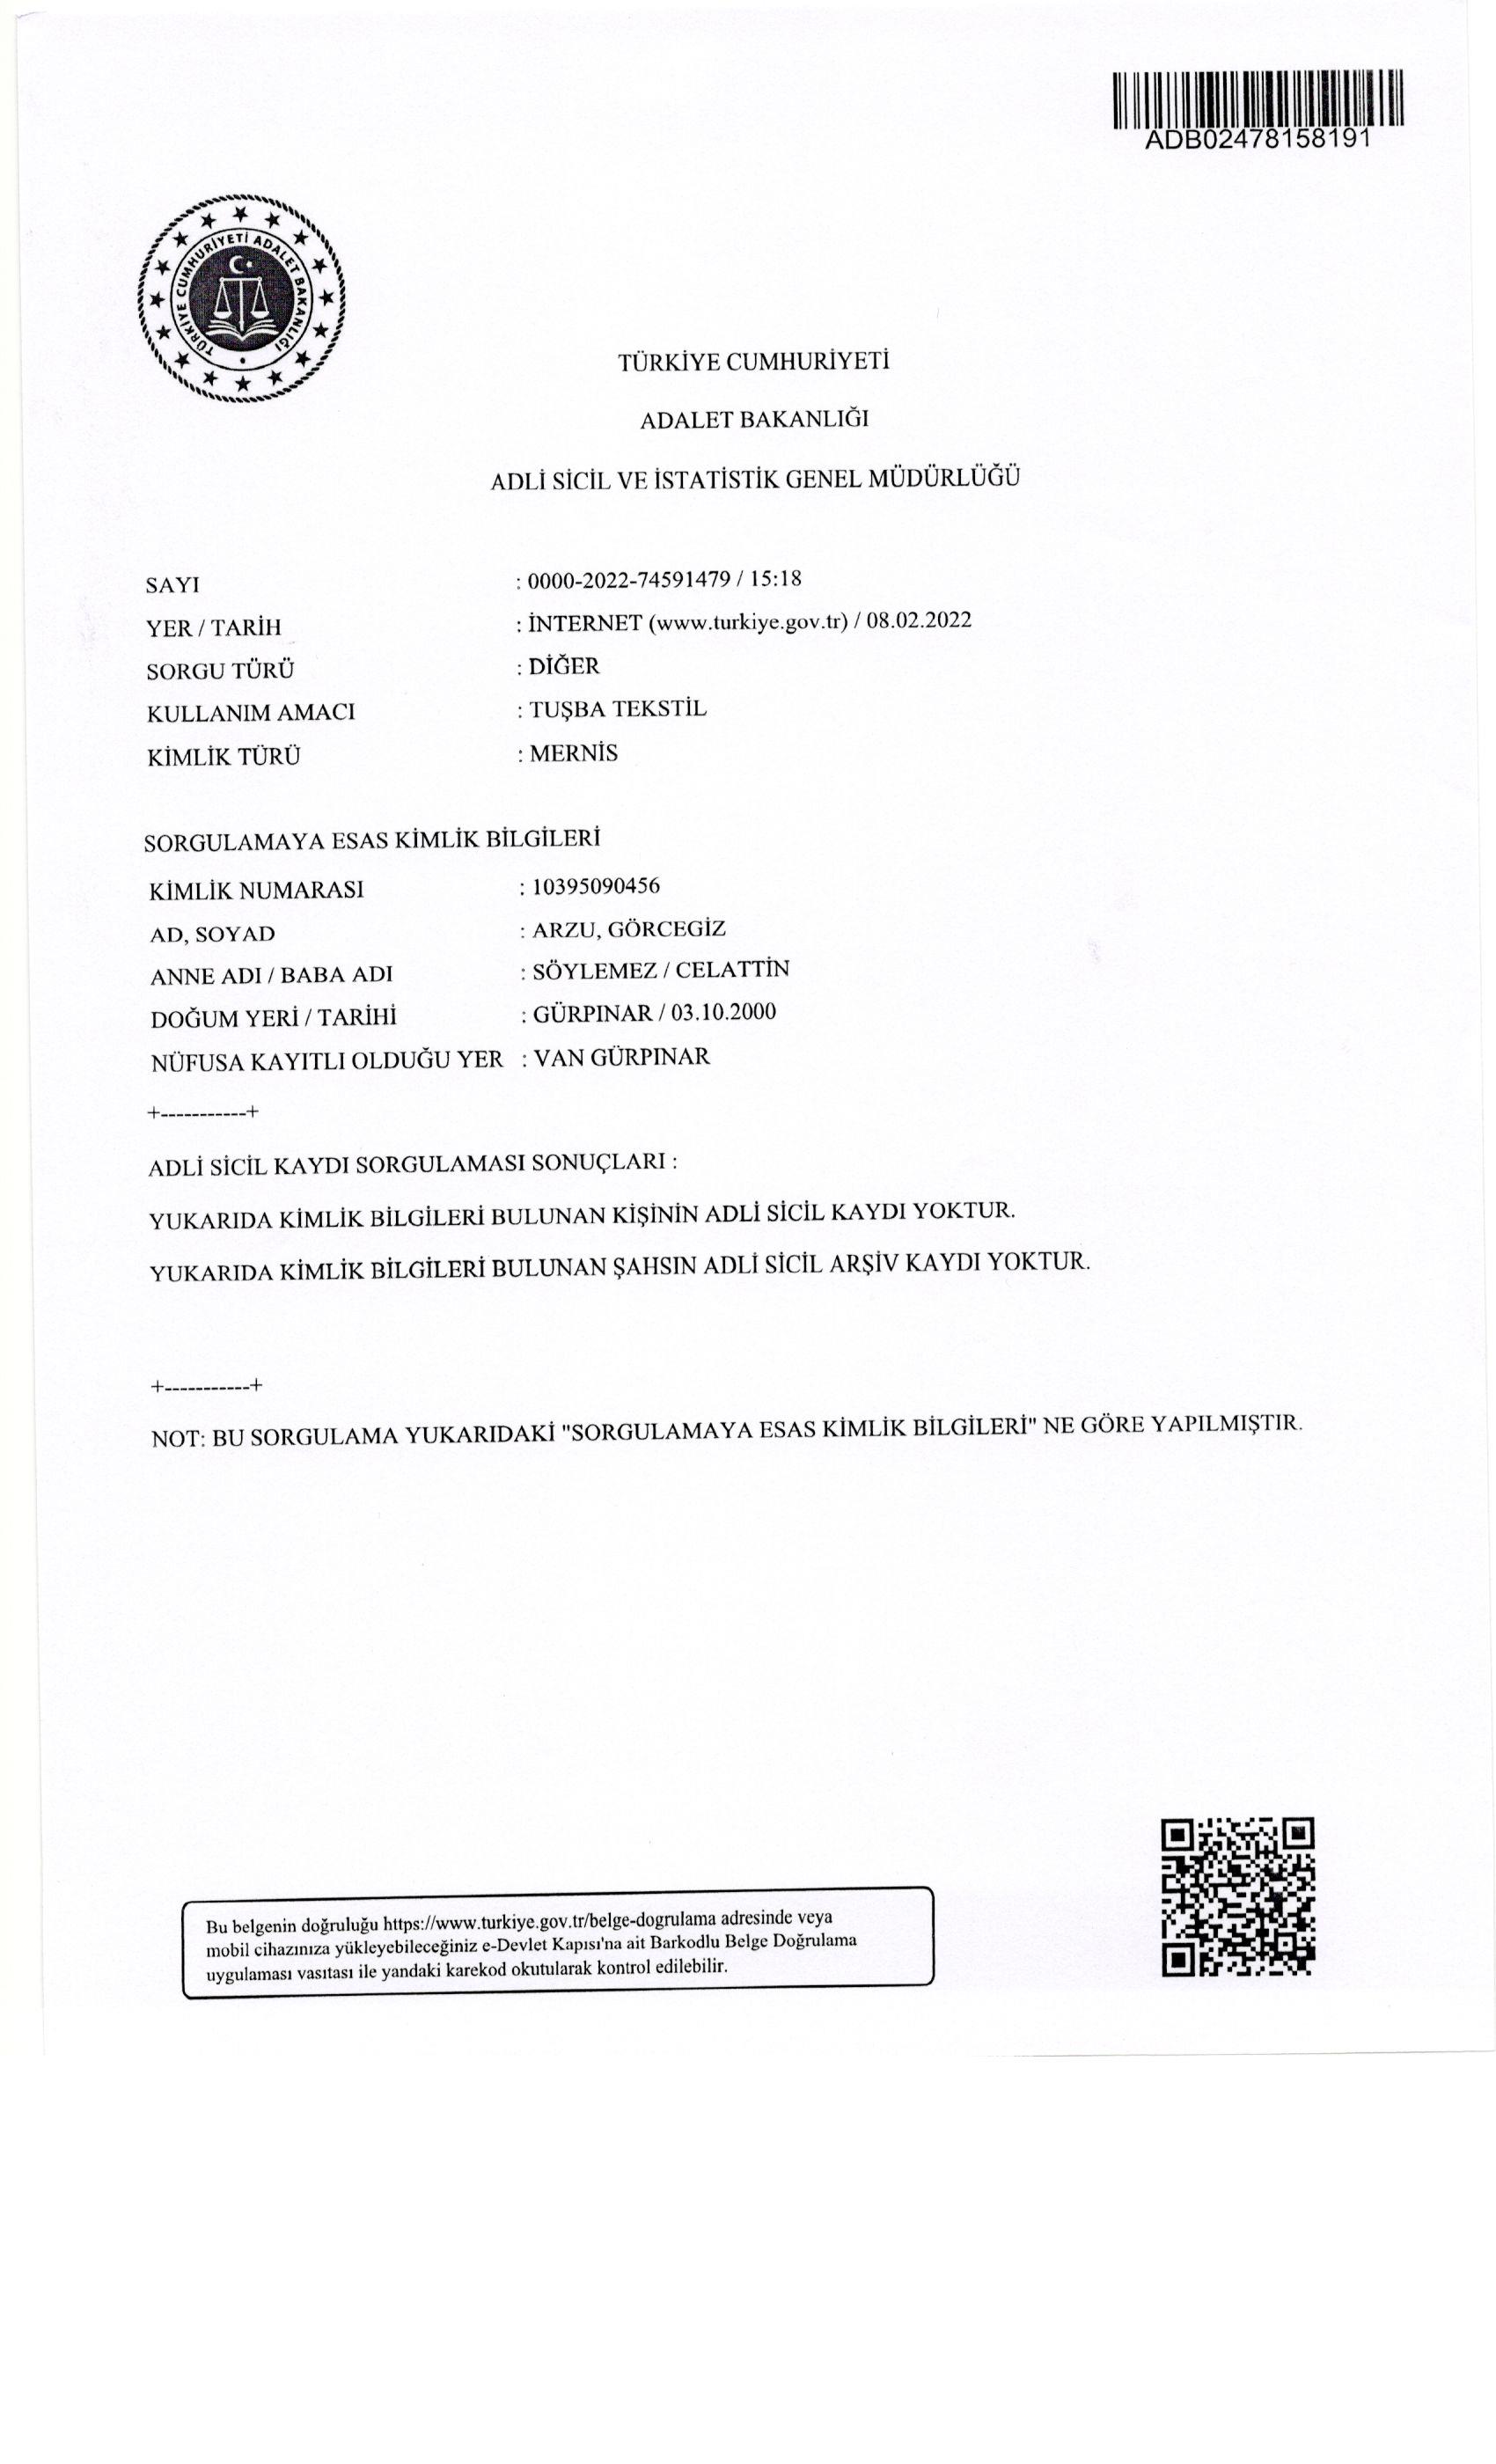 ADB02478158191
TÜRKİYE CUMHURİYETİ ADALET BAKANLIĞI
TÜRKİYE CUMHURİYETİ
ADALET BAKANLIĞI
ADLİ SİCİL VE İSTATİSTİK GENEL MÜDÜRLÜĞÜ
SAYI : 0000-2022-74591479 / 15:18
YER / TARİH : İNTERNET (www.turkiye.gov.tr) / 08.02.2022
SORGU TÜRÜ : DİĞER
KULLANIM AMACI : TUŞBA TEKSTİL
KİMLİK TÜRÜ : MERNİS
SORGULAMAYA ESAS KİMLİK BİLGİLERİ
KİMLİK NUMARASI : 10395090456
AD, SOYAD : ARZU, GÖRCEGİZ
ANNE ADI / BABA ADI : SÖYLEMEZ / CELATTİN
DOĞUM YERİ / TARİHİ : GÜRPINAR / 03.10.2000
NÜFUSA KAYITLI OLDUĞU YER : VAN GÜRPINAR
+-----------+
ADLİ SİCİL KAYDI SORGULAMASI SONUÇLARI :
YUKARIDA KİMLİK BİLGİLERİ BULUNAN KİŞİNİN ADLİ SİCİL KAYDI YOKTUR.
YUKARIDA KİMLİK BİLGİLERİ BULUNAN ŞAHSIN ADLİ SİCİL ARŞİV KAYDI YOKTUR.
+-----------+
NOT: BU SORGULAMA YUKARIDAKİ "SORGULAMAYA ESAS KİMLİK BİLGİLERİ" NE GÖRE YAPILMIŞTIR.
Bu belgenin doğruluğu https://www.turkiye.gov.tr/belge-dogrulama adresinde veya
mobil cihazınıza yükleyebileceğiniz e-Devlet Kapısı'na ait Barkodlu Belge Doğrulama
uygulaması vasıtası ile yandaki karekod okutularak kontrol edilebilir.